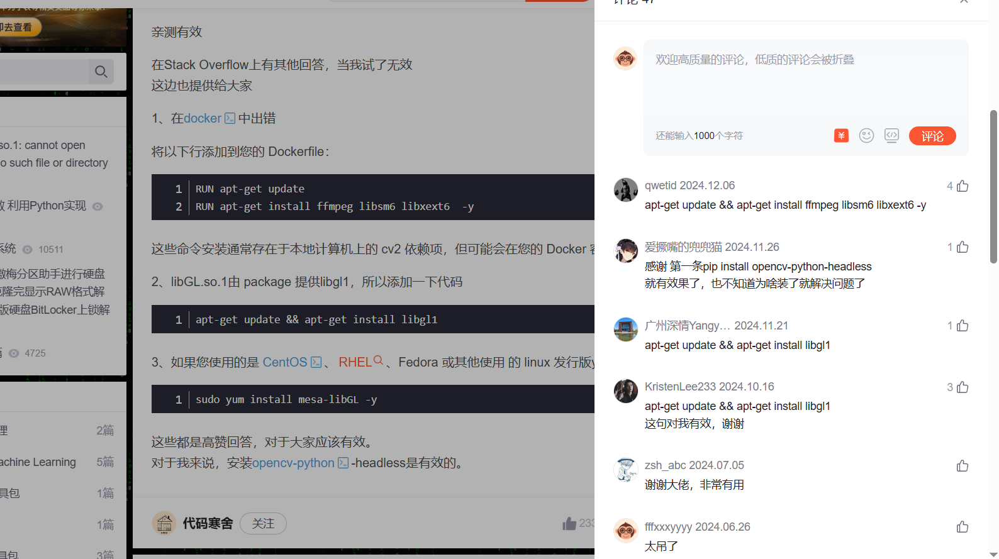 即去查看
so.1: cannot open
o such file or directory
利用Python实现
系统 10511
傲梅分区助手进行硬盘
克隆完显示RAW格式解
版硬盘BitLocker上锁解
4725
理 2篇
achine Learning 5篇
具包 1篇
1篇
具包 3篇
亲测有效
在Stack Overflow上有其他回答，当我试了无效
这边也提供给大家
1、在docker 中出错
将以下行添加到您的 Dockerfile：
1 RUN apt-get update
2 RUN apt-get install ffmpeg libsm6 libxext6  -y
这些命令安装通常存在于本地计算机上的 cv2 依赖项，但可能会在您的 Docker 容
2、libGL.so.1由 package 提供libgl1，所以添加一下代码
1 apt-get update && apt-get install libgl1
3、如果您使用的是 CentOS 、 RHEL 、Fedora 或其他使用 的 linux 发行版y
1 sudo yum install mesa-libGL -y
这些都是高赞回答，对于大家应该有效。
对于我来说，安装opencv-python -headless是有效的。
代码寒舍 关注 233
评论 47
欢迎高质量的评论，低质的评论会被折叠
还能输入1000个字符 评论
qwetid 2024.12.06 4
apt-get update && apt-get install ffmpeg libsm6 libxext6 -y
爱撅嘴的兜兜猫 2024.11.26 1
感谢 第一条pip install opencv-python-headless
就有效果了，也不知道为啥装了就解决问题了
广州深情Yangy… 2024.11.21 1
apt-get update && apt-get install libgl1
KristenLee233 2024.10.16 3
apt-get update && apt-get install libgl1
这句对我有效，谢谢
zsh_abc 2024.07.05
谢谢大佬，非常有用
fffxxxyyyy 2024.06.26
太吊了